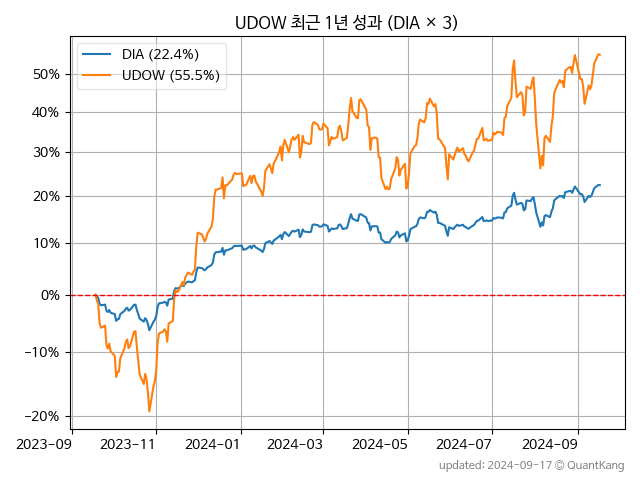 UDOW 최근 1년 성과 (DIA × 3)
DIA (22.4%)
UDOW (55.5%)
50%
40%
30%
20%
10%
0%
−10%
−20%
2023−09 2023−11 2024−01 2024−03 2024−05 2024−07 2024−09
updated: 2024−09−17 © QuantKang